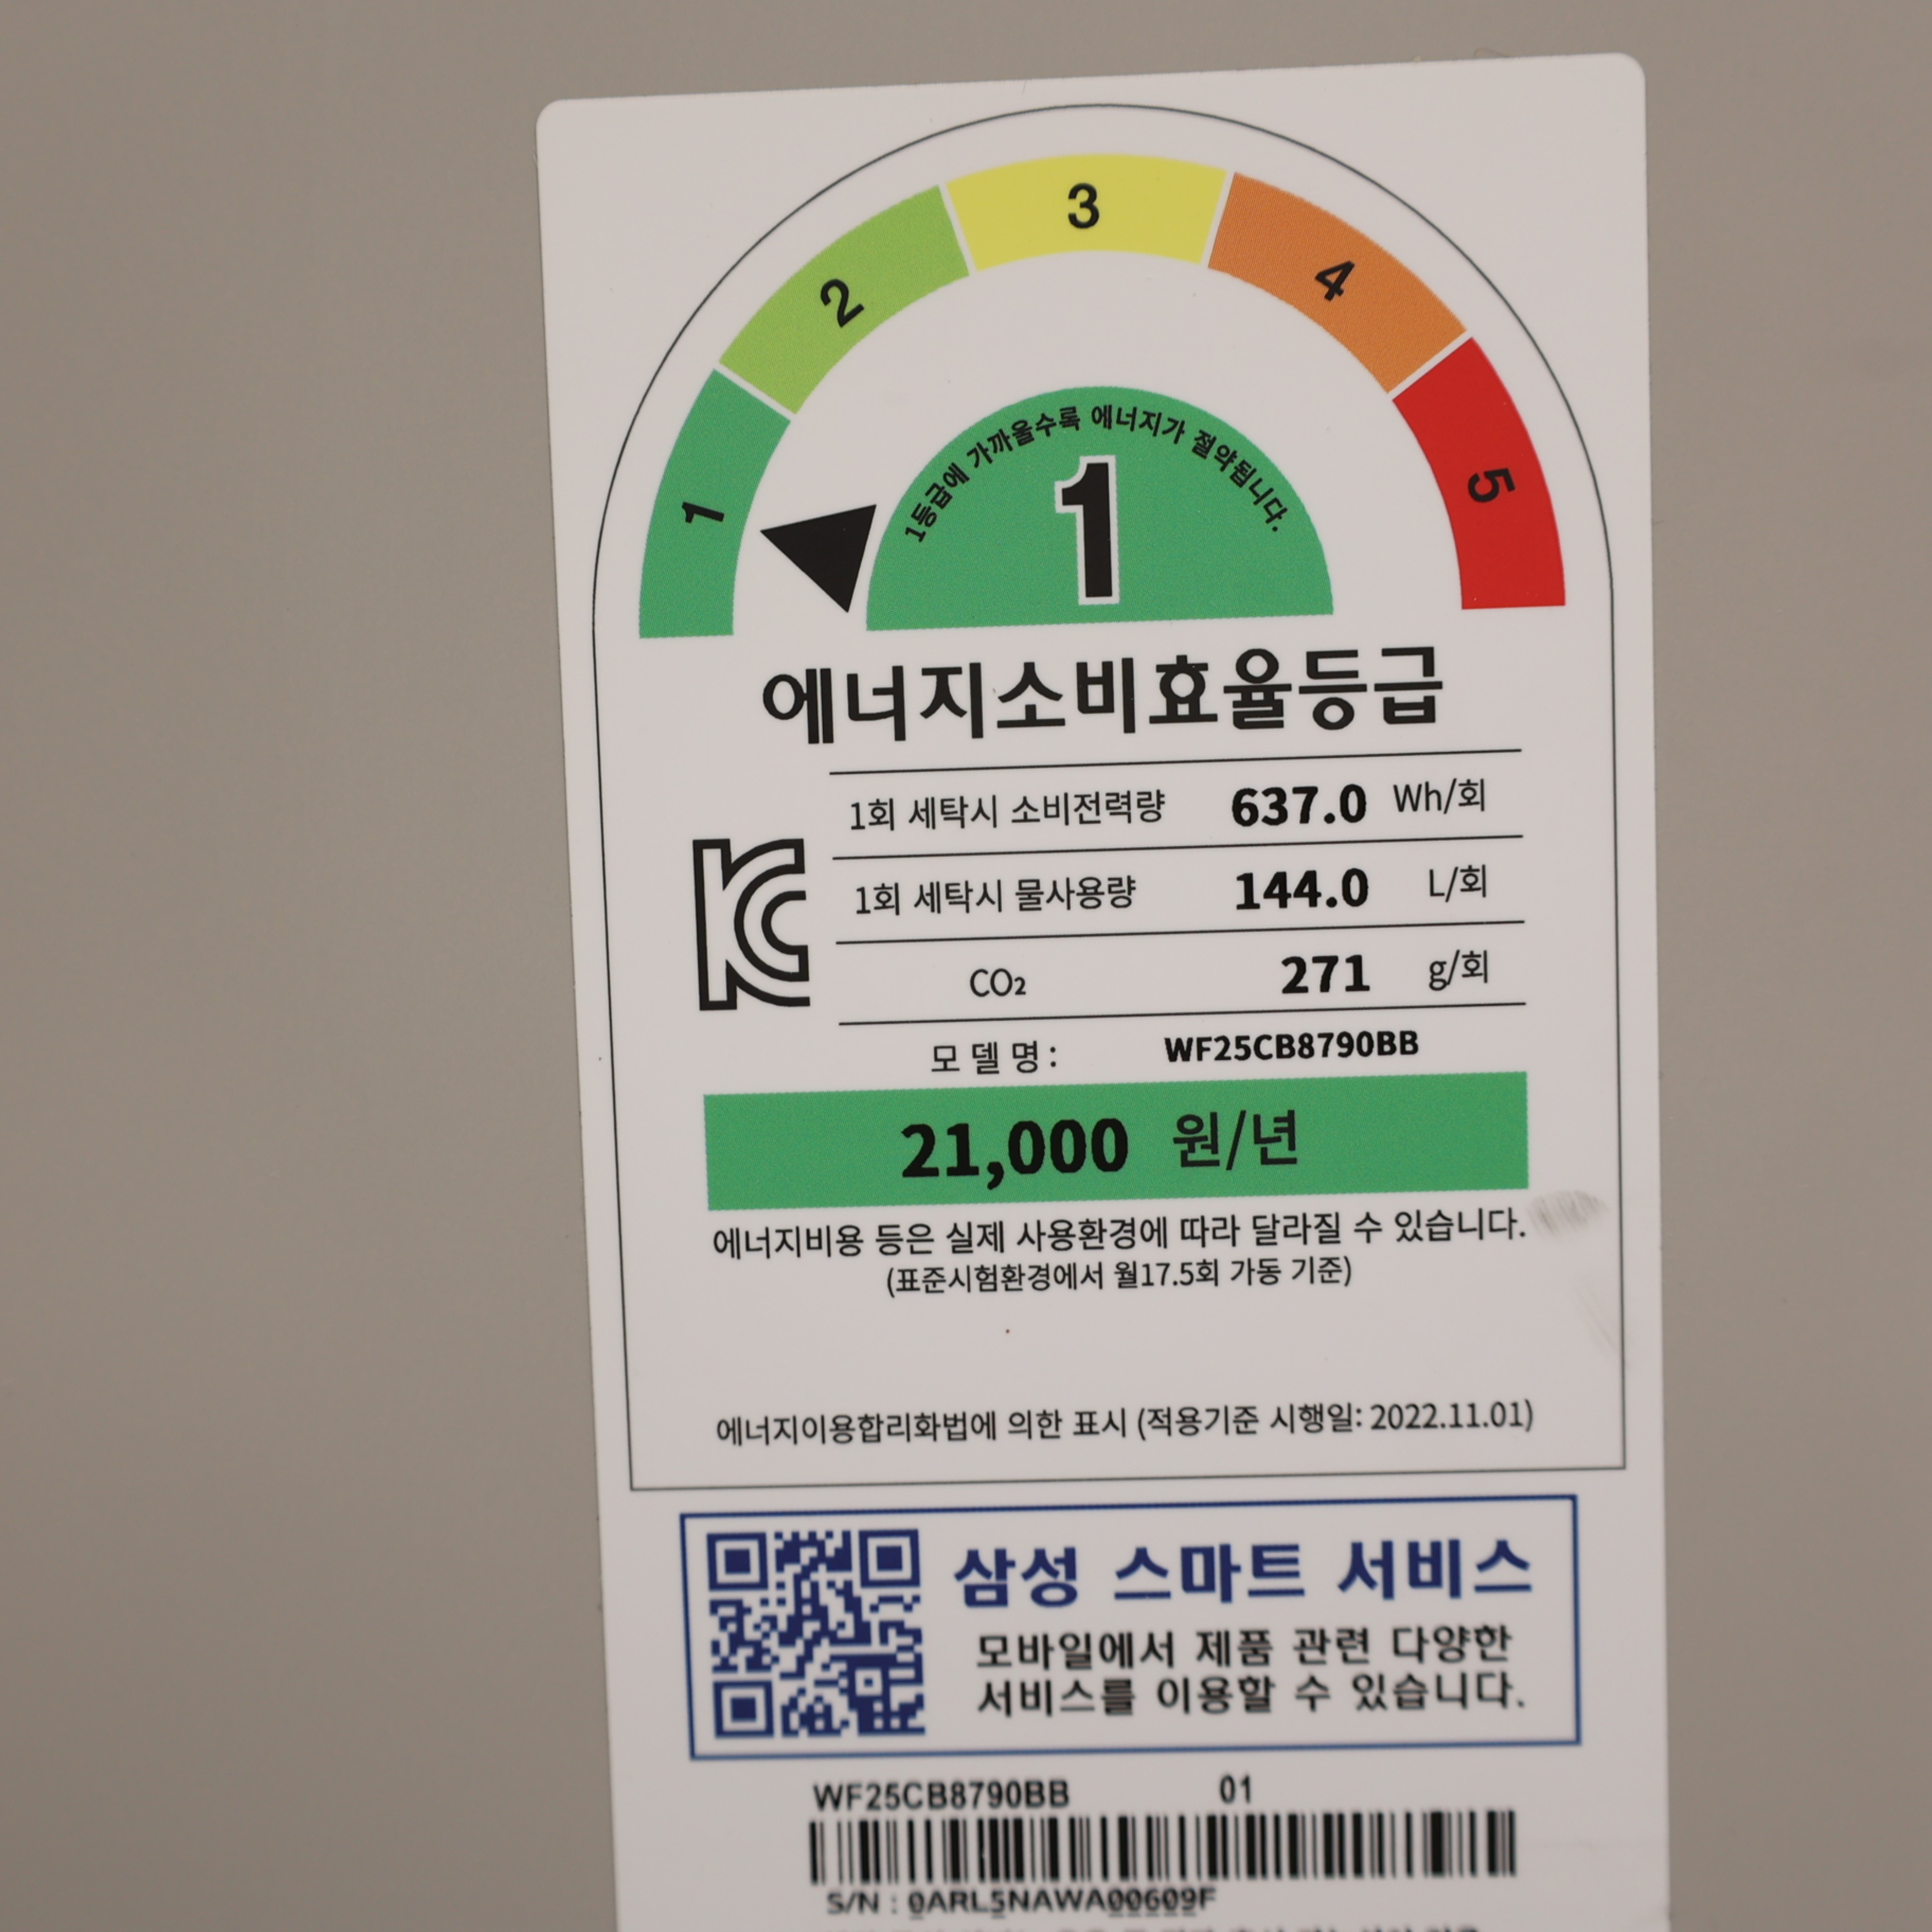 1
2
3
4
5
1등급에 가까울수록 에너지가 절약됩니다.
1
에너지소비효율등급
1회 세탁시 소비전력량 637.0 Wh/회
1회 세탁시 물사용량 144.0 L/회
CO₂ 271 g/회
모 델 명 : WF25CB8790BB
21,000 원/년
에너지비용 등은 실제 사용환경에 따라 달라질 수 있습니다.
(표준시험환경에서 월17.5회 가동 기준)
에너지이용합리화법에 의한 표시 (적용기준 시행일: 2022.11.01)
삼성 스마트 서비스
모바일에서 제품 관련 다양한
서비스를 이용할 수 있습니다.
WF25CB8790BB 01
S/N : 0ARL5NAWA00609F